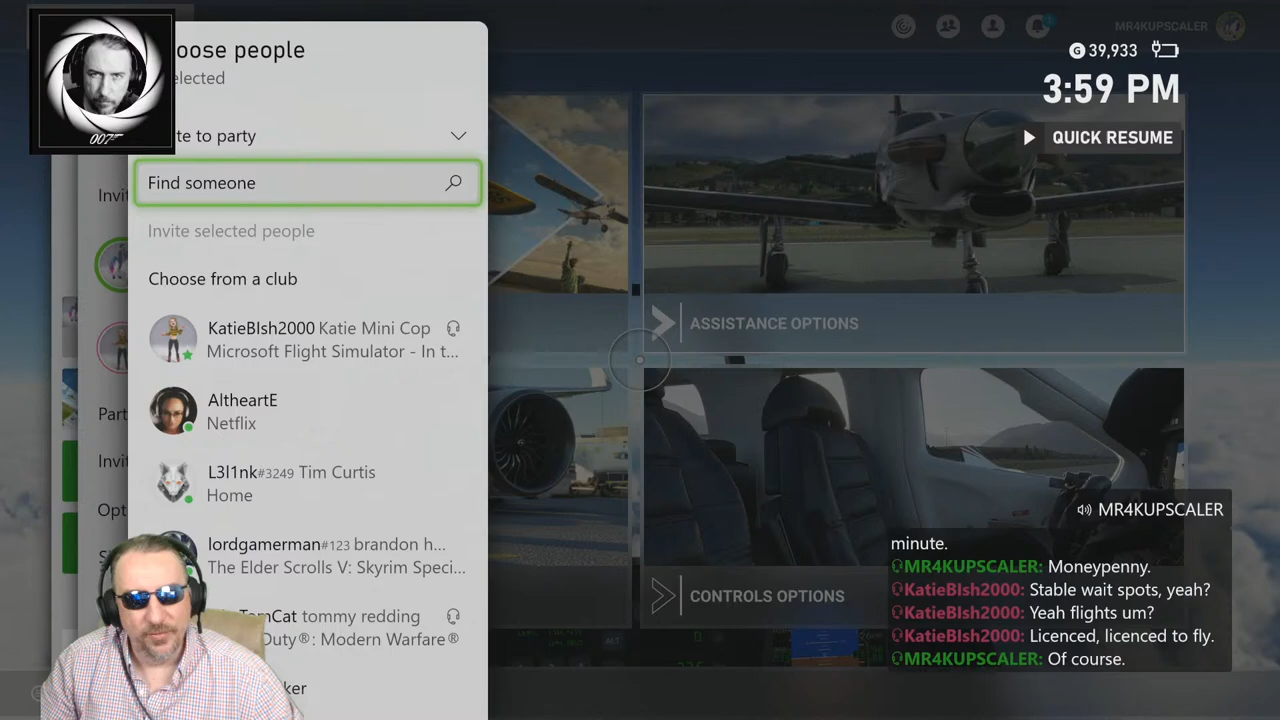 oose people
elected
te to party
Find someone
Invi
Invite selected people
Choose from a club
KatieBIsh2000 Katie Mini Cop
Microsoft Flight Simulator - In t...
AltheartE
Netflix
Part
L3l1nk#3249 Tim Curtis
Home
Invi
Opt
lordgamerman#123 brandon h...
The Elder Scrolls V: Skyrim Speci...
TomCat tommy redding
Duty®: Modern Warfare®
ker
007
MR4KUPSCALER
G 39,933
3:59 PM
QUICK RESUME
ASSISTANCE OPTIONS
CONTROLS OPTIONS
MR4KUPSCALER
minute.
MR4KUPSCALER: Moneypenny.
KatieBIsh2000: Stable wait spots, yeah?
KatieBIsh2000: Yeah flights um?
KatieBIsh2000: Licenced, licenced to fly.
MR4KUPSCALER: Of course.